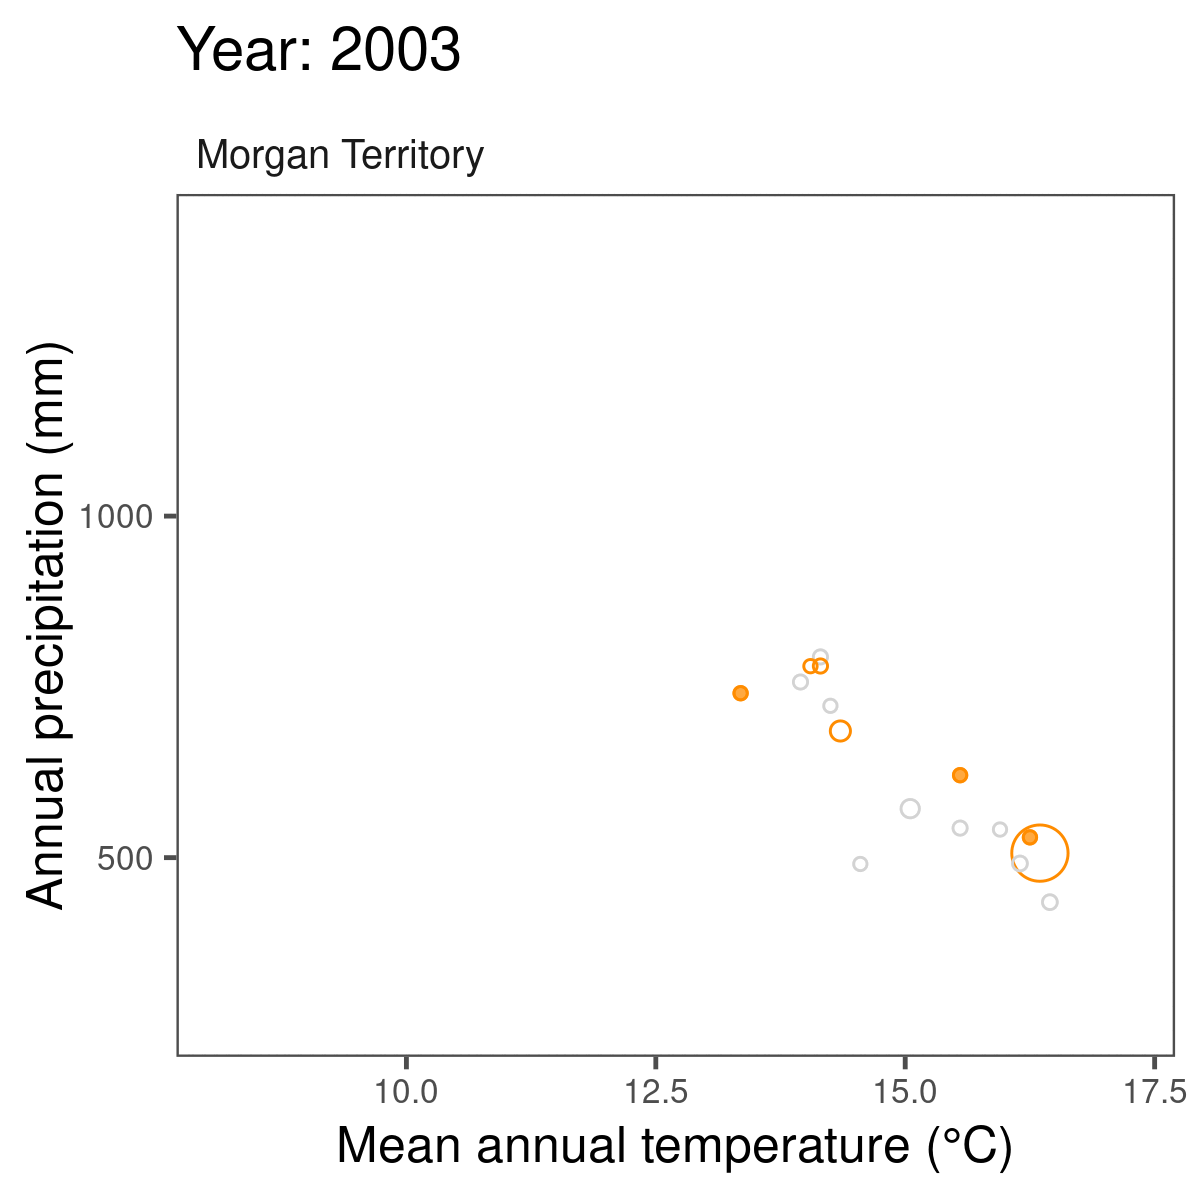 Year: 2003
Morgan Territory
Annual precipitation (mm)
1000
500
10.0 12.5 15.0 17.5
Mean annual temperature (°C)